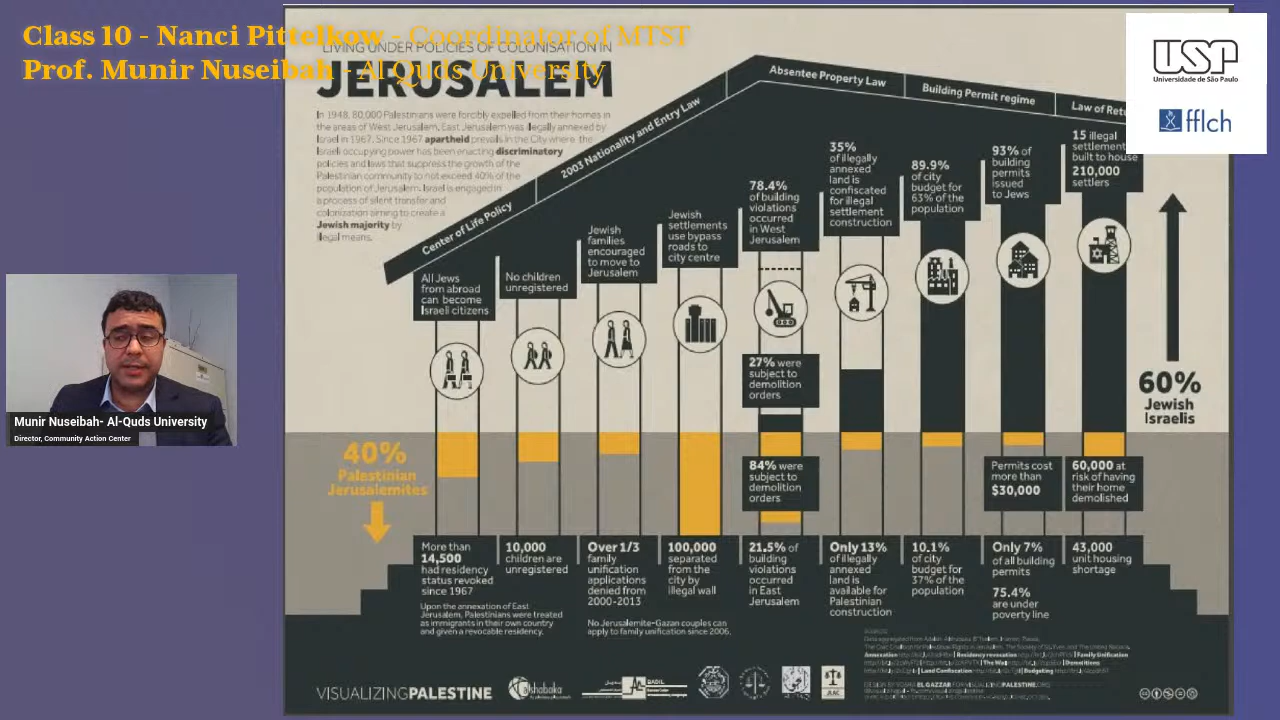 Class 10 - Nanci Pittelkow - Coordinator of MTST
Prof. Munir Nuseibah - Al Quds University
LIVING UNDER POLICIES OF COLONISATION IN
JERUSALEM
In 1948, 80,000 Palestinians were forcibly expelled from their homes in
the areas of West Jerusalem, East Jerusalem was illegally annexed by
Israel in 1967. Since 1967 apartheid prevails in the City where the
Israeli occupying power has been enacting discriminatory
policies and laws that suppress the growth of the
Palestinian community to not exceed 40% of the
population of Jerusalem. Israel is engaged in
a process of silent transfer and
colonization aiming to create a
Jewish majority by
illegal means.
Center of Life Policy
2003 Nationality and Entry Law
Absentee Property Law
Building Permit regime
Law of Retu
USP
Universidade de São Paulo
fflch
All Jews
from abroad
can become
Israeli citizens
No children
unregistered
Jewish
families
encouraged
to move to
Jerusalem
Jewish
settlements
use bypass
roads to
city centre
78.4%
of building
violations
occurred
in West
Jerusalem
35%
of illegally
annexed
land is
confiscated
for illegal
settlement
construction
89.9%
of city
budget for
63% of the
population
93% of
building
permits
issued
to Jews
15 illegal
settlement
built to house
210,000
settlers
27% were
subject to
demolition
orders
60%
Jewish
Israelis
Munir Nuseibah- Al-Quds University
Director, Community Action Center
40%
Palestinian
Jerusalemites
84% were
subject to
demolition
orders
Permits cost
more than
$30,000
60,000 at
risk of having
their home
demolished
More than
14,500
had residency
status revoked
since 1967
10,000
children are
unregistered
Over 1/3
family
unification
applications
denied from
2000-2013
100,000
separated
from the
city by
illegal wall
21.5% of
building
violations
occurred
in East
Jerusalem
Only 13%
of illegally
annexed
land is
available for
Palestinian
construction
10.1%
of city
budget for
37% of the
population
Only 7%
of all building
permits
75.4%
are under
poverty line
43,000
unit housing
shortage
Upon the annexation of East
Jerusalem, Palestinians were treated
as immigrants in their own country
and given a revocable residency.
No Jerusalemite-Gazan couples can
apply to family unification since 2006.
SOURCES
Annexation
Residency revocation
Family Unification
The Wall
Demolitions
Land Confiscation
Budgeting
VISUALIZINGPALESTINE
alshabaka
BADIL